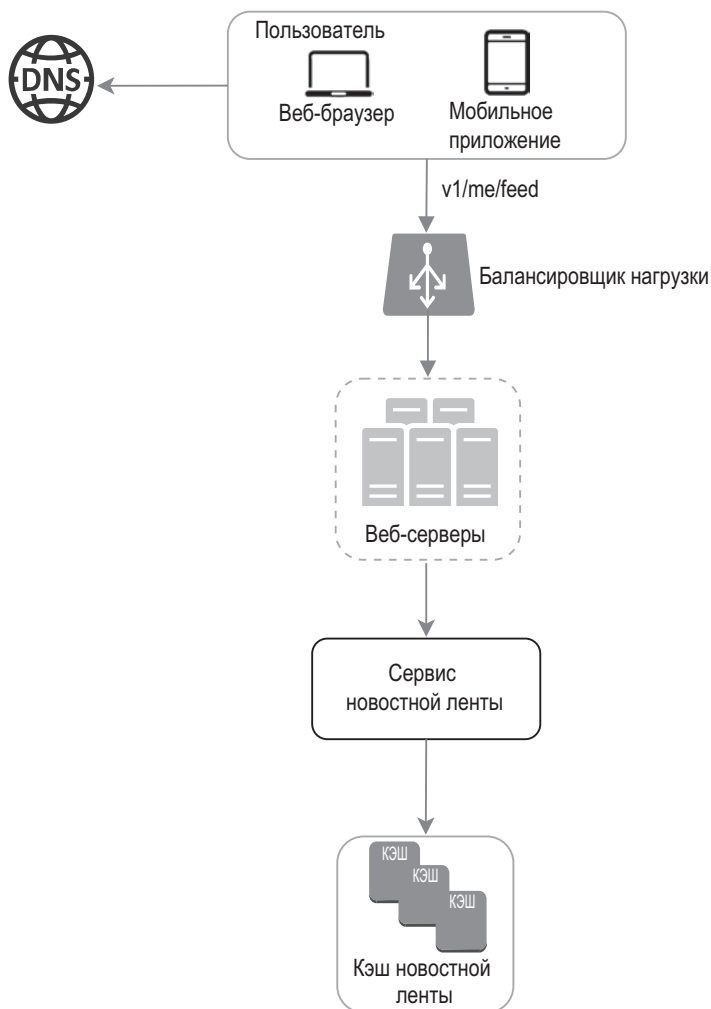 Пользователь
DNS
Веб-браузер
Мобильное
приложение
v1/me/feed
Балансировщик нагрузки
Веб-серверы
Сервис
новостной ленты
КЭШ
КЭШ
КЭШ
Кэш новостной
ленты